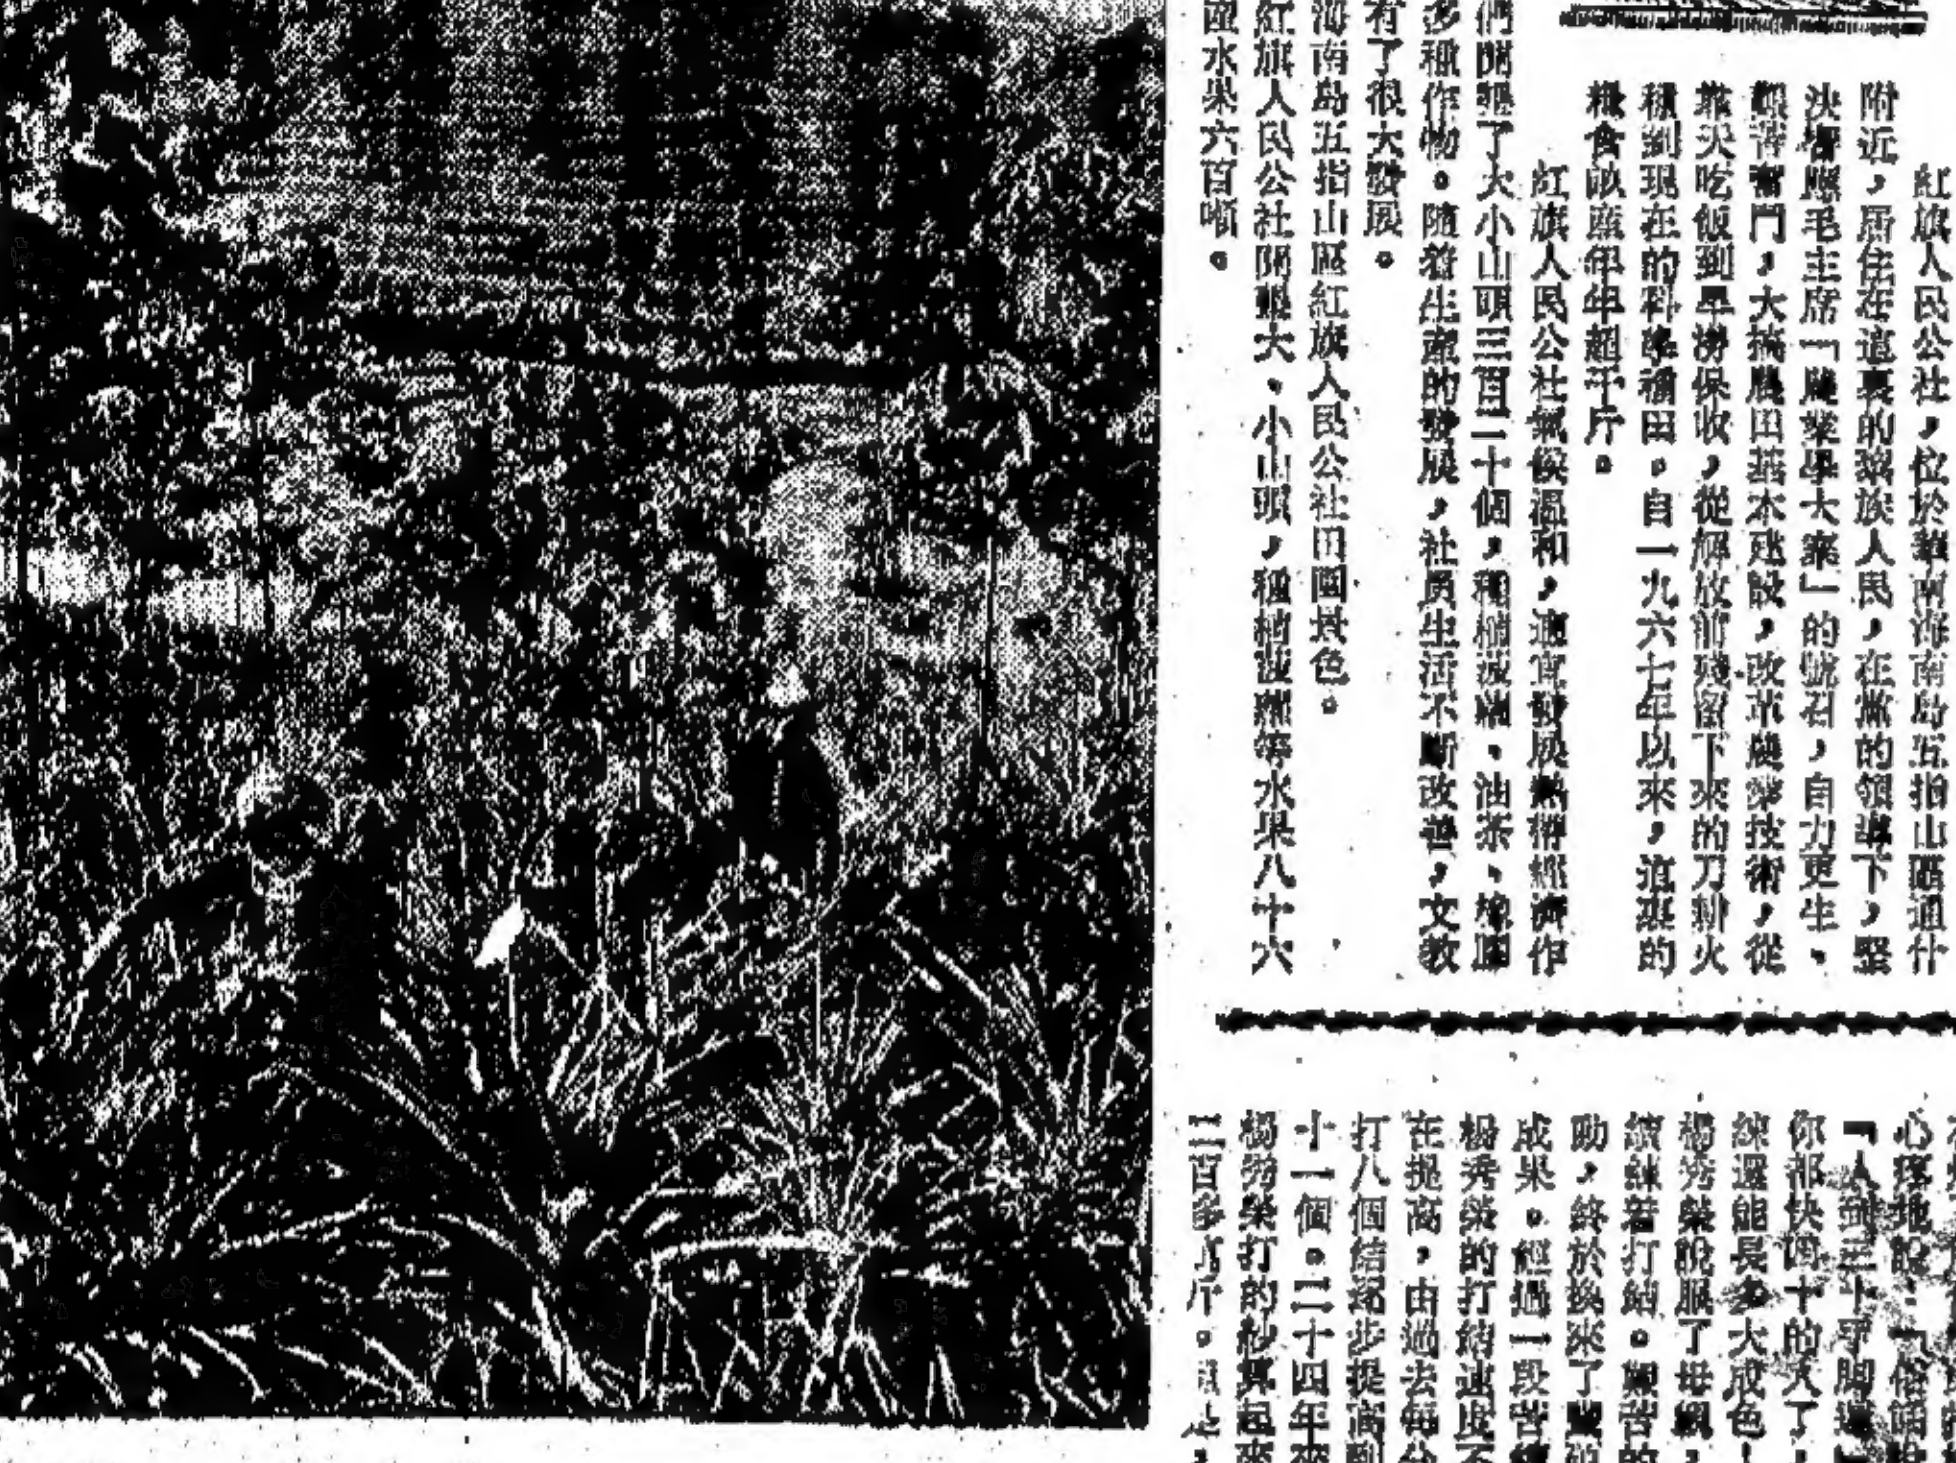 紅旗人民公社，位於華南海南島五指山區通什
附近，居住在這裏的黎族人民，在黨的領導下，堅
決響應毛主席「農業學大寨」的號召，自力更生、
艱苦奮鬥，大搞農田基本建設，改革農業技術，從
靠天吃飯到旱澇保收，從解放前殘留下來的刀耕火
種到現在的科學種田，自一九六七年以來，這裏的
糧食畝產年年超千斤。
紅旗人民公社氣候溫和，適宜發展熱帶經濟作
們開墾了大小山頭三百二十個，種植菠蘿、油茶、橡膠
多種作物。隨着生產的發展，社員生活不斷改善，文教
有了很大發展。
海南島五指山區紅旗人民公社田園景色。
紅旗人民公社開墾大、小山頭，種植菠蘿等水果八十六
水果六百噸。
心疼地說：「俗話說
「人到三十手脚遲」
你都快四十的人了，
練還能長多大成色！
楊秀榮說服了母親，
續練着打結。艱苦的
動，終於換來了豐碩
成果。經過一段苦練
楊秀榮的打結速度不
在提高，由過去每分
打八個結逐步提高到
十一個。二十四年來
楊秀榮打的紗算起來
二百多萬斤。